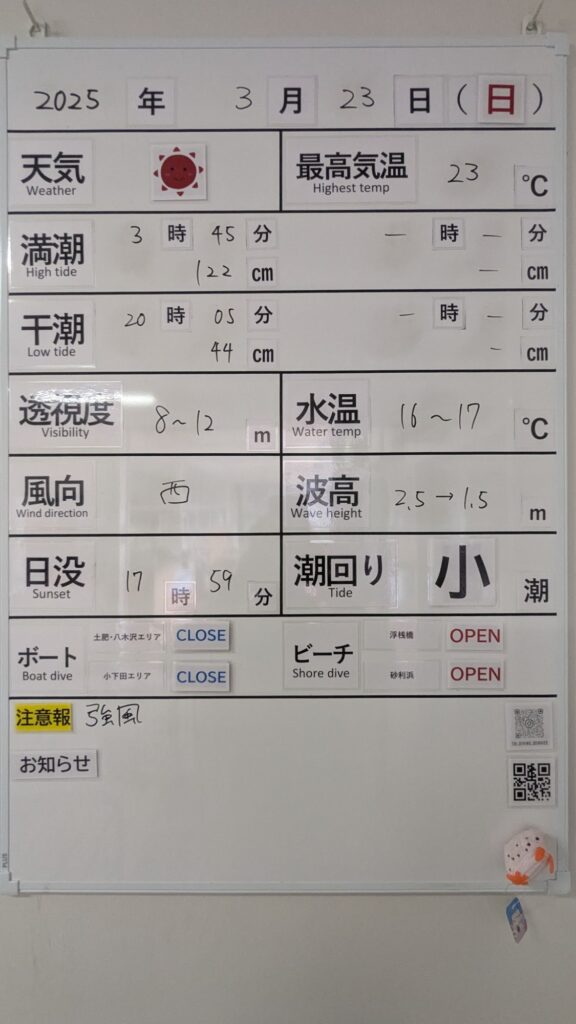 2025 年 3 月 23 日 (日)
天気 最高気温 23 ℃
Weather Highest temp
満潮 3 時 45 分 — 時 — 分
High tide 122 cm — cm
干潮 20 時 05 分 — 時 — 分
Low tide 44 cm - cm
透視度 8~12 m 水温 16~17 ℃
Visibility Water temp
風向 西 波高 2.5→1.5 m
Wind direction Wave height
日没 17 時 59 分 潮回り 小 潮
Sunset Tide
ボート 土肥・八木沢エリア CLOSE ビーチ 浮桟橋 OPEN
Boat dive 小下田エリア CLOSE Shore dive 砂利浜 OPEN
注意報 強風
お知らせ
PLUS